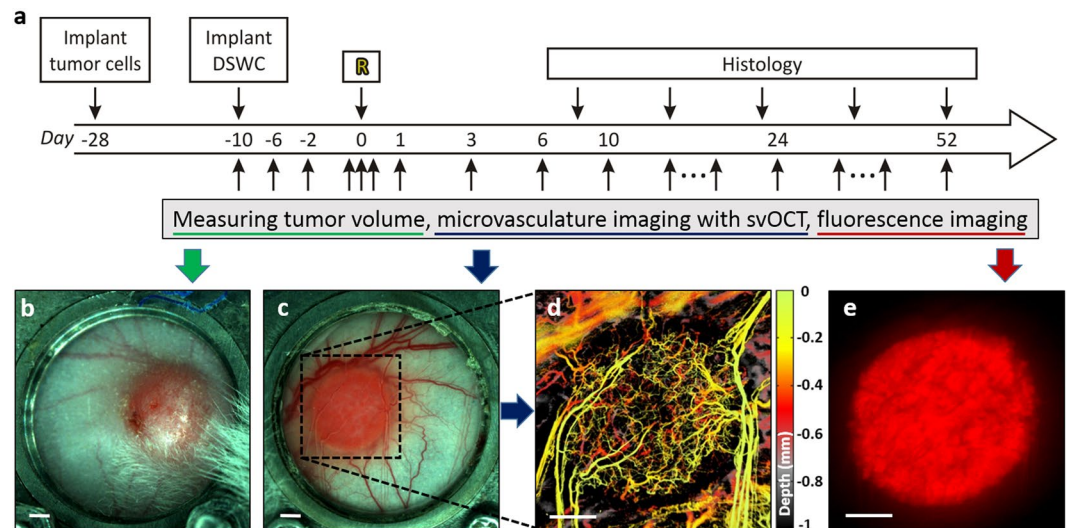 a
Implant
tumor cells
Implant
DSWC
R
Histology
Day -28 -10 -6 -2 0 1 3 6 10 24 52
Measuring tumor volume, microvasculature imaging with svOCT, fluorescence imaging
b
c
d
e
0
-0.2
-0.4
-0.6
-0.8
-1
Depth (mm)